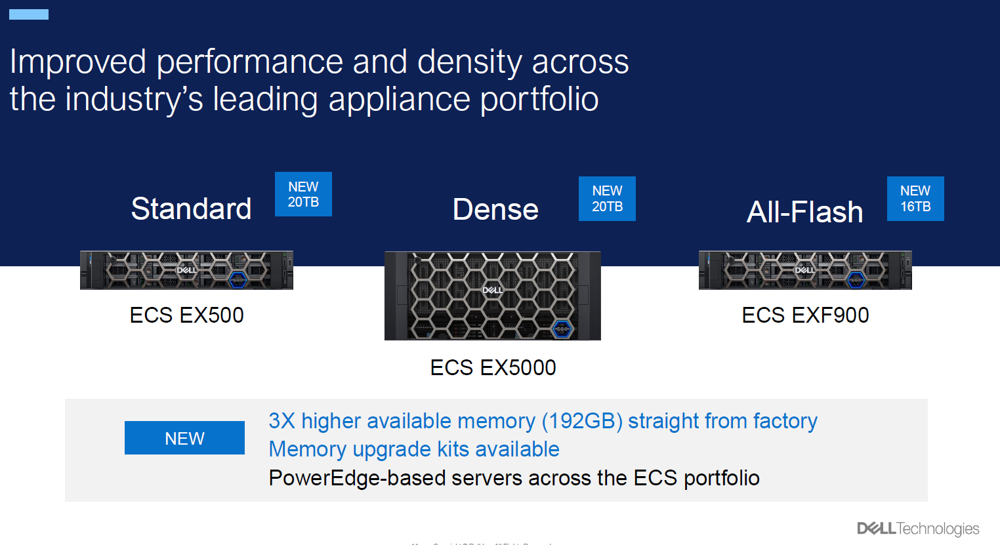 Improved performance and density across
the industry's leading appliance portfolio
Standard
NEW
20TB
Dense
NEW
20TB
All-Flash
NEW
16TB
DELL
DELL
DELL
ECS EX500
ECS EX5000
ECS EXF900
NEW
3X higher available memory (192GB) straight from factory
Memory upgrade kits available
PowerEdge-based servers across the ECS portfolio
DELLTechnologies